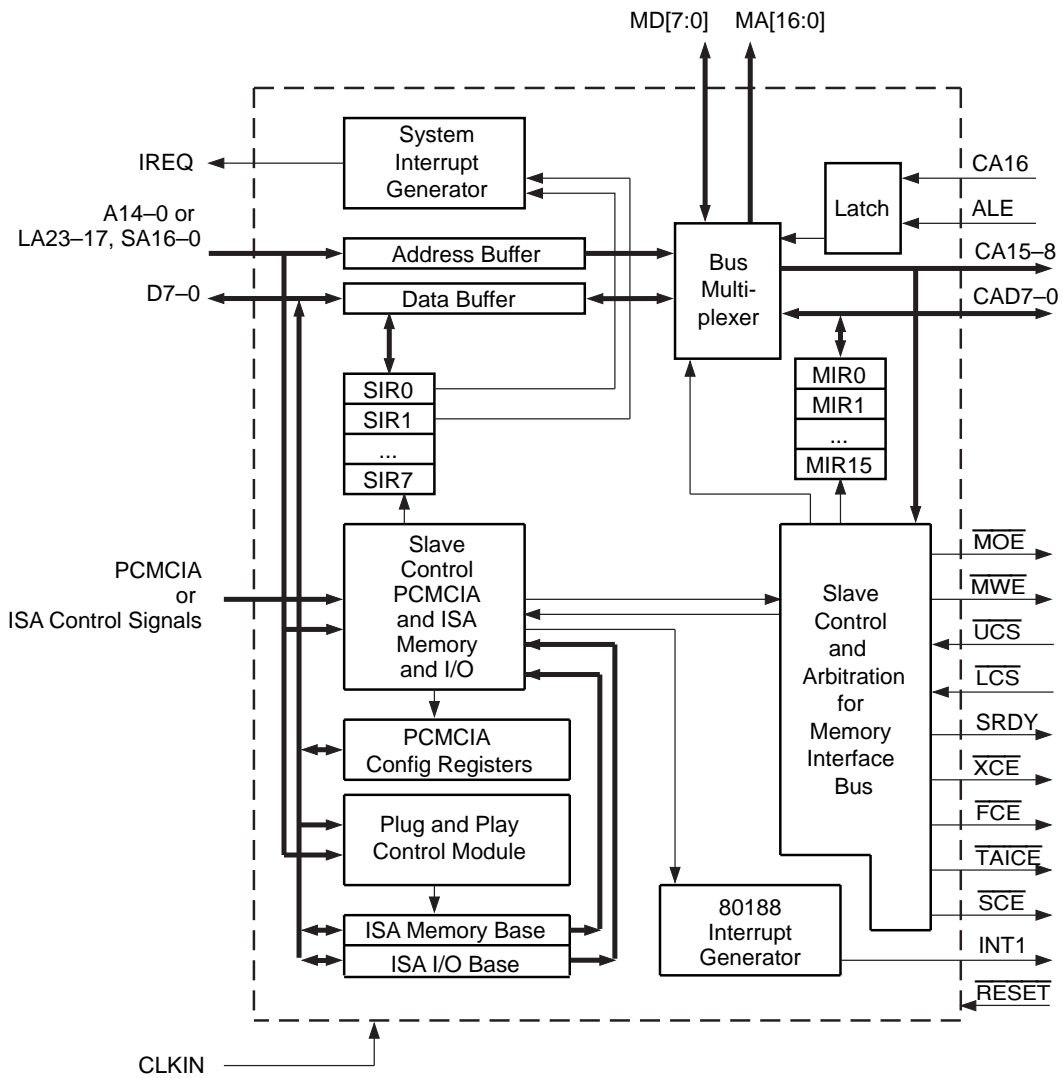 MD[7:0] MA[16:0]
System
Interrupt
Generator
IREQ
CA16
A14–0 or
LA23–17, SA16–0
Latch
ALE
Address Buffer
Bus
Multi-
plexer
CA15–8
D7–0
Data Buffer
CAD7–0
SIR0
SIR1
...
SIR7
MIR0
MIR1
...
MIR15
Slave
Control
PCMCIA
and ISA
Memory
and I/O
PCMCIA
or
ISA Control Signals
Slave
Control
and
Arbitration
for
Memory
Interface
Bus
MOE
MWE
UCS
LCS
SRDY
XCE
FCE
TAICE
SCE
INT1
RESET
PCMCIA
Config Registers
Plug and Play
Control Module
ISA Memory Base
ISA I/O Base
80188
Interrupt
Generator
CLKIN